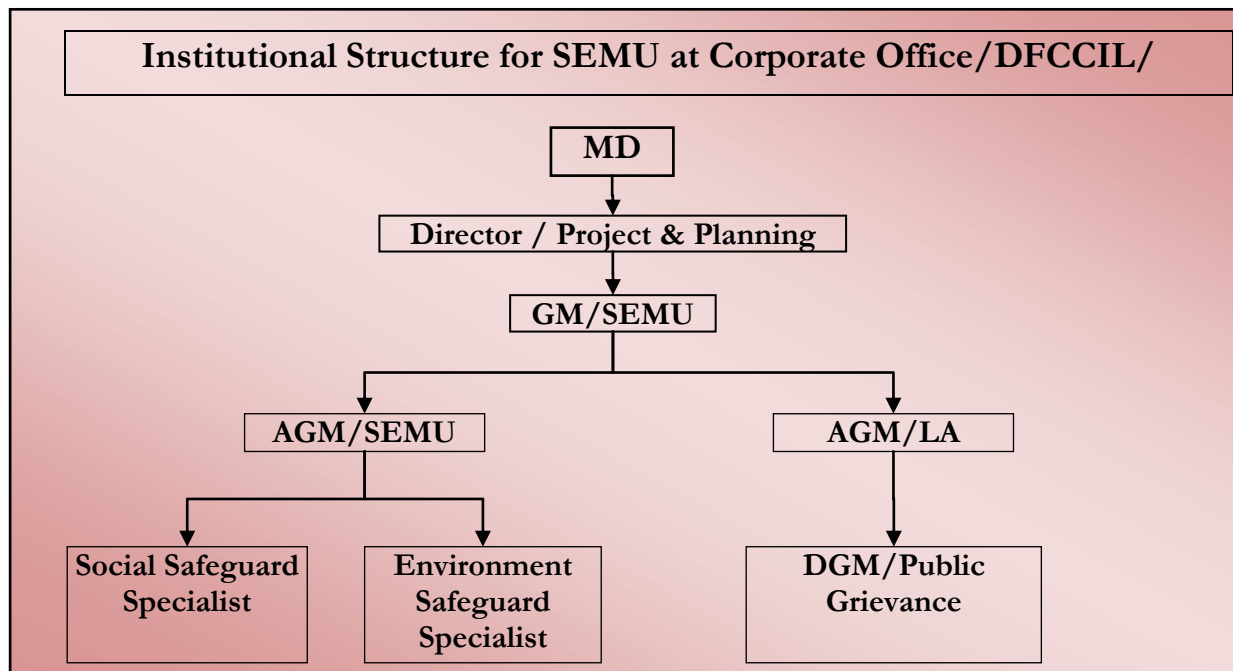 Institutional Structure for SEMU at Corporate Office/DFCCIL/
MD
Director / Project & Planning
GM/SEMU
AGM/SEMU
AGM/LA
Social Safeguard
Specialist
Environment
Safeguard
Specialist
DGM/Public
Grievance